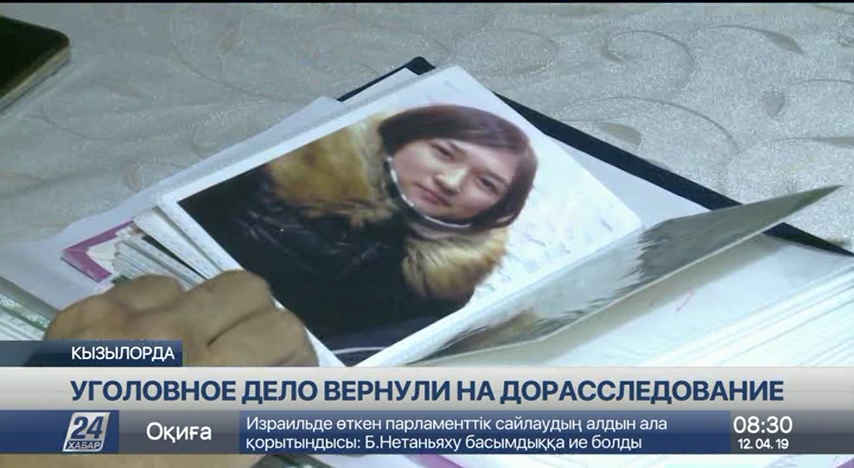 КЫЗЫЛОРДА
УГОЛОВНОЕ ДЕЛО ВЕРНУЛИ НА ДОРАССЛЕДОВАНИЕ
24
ХАБАР
Оқиға
Израильде өткен парламенттік сайлаудың алдын ала
қорытындысы: Б.Нетаньяху басымдыққа ие болды
08:30
12.04.19